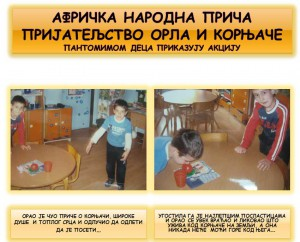 АФРИЧКА НАРОДНА ПРИЧА
ПРИЈАТЕЉСТВО ОРЛА И КОРЊАЧЕ
ПАНТОМИМОМ ДЕЦА ПРИКАЗУЈУ АКЦИЈУ
ОРАО ЈЕ ЧУО ПРИЧЕ О КОРЊАЧИ, ШИРОКЕ
ДУШЕ И ТОПЛОГ СРЦА И ОДЛУЧИО ДА ОДЛЕТИ
ДА ЈЕ ПОСЕТИ...
УГОСТИЛА ГА ЈЕ НАЈЛЕПШИМ ПОСЛАСТИЦАМА
И ОРАО СЕ УВЕК ВРАЋАО И ЛИКОВАО ШТО
УЖИВА КОД КОРЊАЧЕ НА ЗЕМЉИ , А ОНА
НИКАДА НЕЋЕ МОЋИ ГОРЕ КОД ЊЕГА...